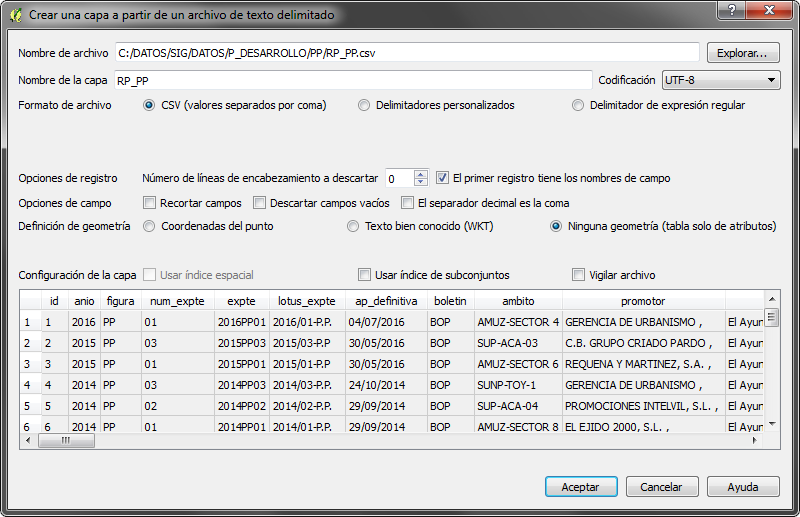 Crear una capa a partir de un archivo de texto delimitado
Nombre de archivo C:/DATOS/SIG/DATOS/P_DESARROLLO/PP/RP_PP.csv Explorar...
Nombre de la capa RP_PP Codificación UTF-8
Formato de archivo CSV (valores separados por coma) Delimitadores personalizados Delimitador de expresión regular
Opciones de registro Número de líneas de encabezamiento a descartar 0 El primer registro tiene los nombres de campo
Opciones de campo Recortar campos Descartar campos vacíos El separador decimal es la coma
Definición de geometría Coordenadas del punto Texto bien conocido (WKT) Ninguna geometría (tabla solo de atributos)
Configuración de la capa Usar índice espacial Usar índice de subconjuntos Vigilar archivo
id anio figura num_expte expte lotus_expte ap_definitiva boletin ambito promotor
1 1 2016 PP 01 2016PP01 2016/01-P.P. 04/07/2016 BOP AMUZ-SECTOR 4 GERENCIA DE URBANISMO , El Ayun
2 2 2015 PP 03 2015PP03 2015/03-P.P 30/05/2016 BOP SUP-ACA-03 C.B. GRUPO CRIADO PARDO , El Ayun
3 3 2015 PP 01 2015PP01 2015/01-P.P. 30/05/2016 BOP AMUZ-SECTOR 6 REQUENA Y MARTINEZ, S.A. , El Ayun
4 4 2014 PP 03 2014PP03 2014/03-P.P. 24/10/2014 BOP SUNP-TOY-1 GERENCIA DE URBANISMO , El Ayun
5 5 2014 PP 02 2014PP02 2014/02-P.P. 29/09/2014 BOP SUP-ACA-04 PROMOCIONES INTELVIL, S.L. , El Ayun
6 6 2014 PP 01 2014PP01 2014/01-P.P. 29/09/2014 BOP AMUZ-SECTOR 8 EL EJIDO 2000, S.L. , El Ayun
Aceptar Cancelar Ayuda